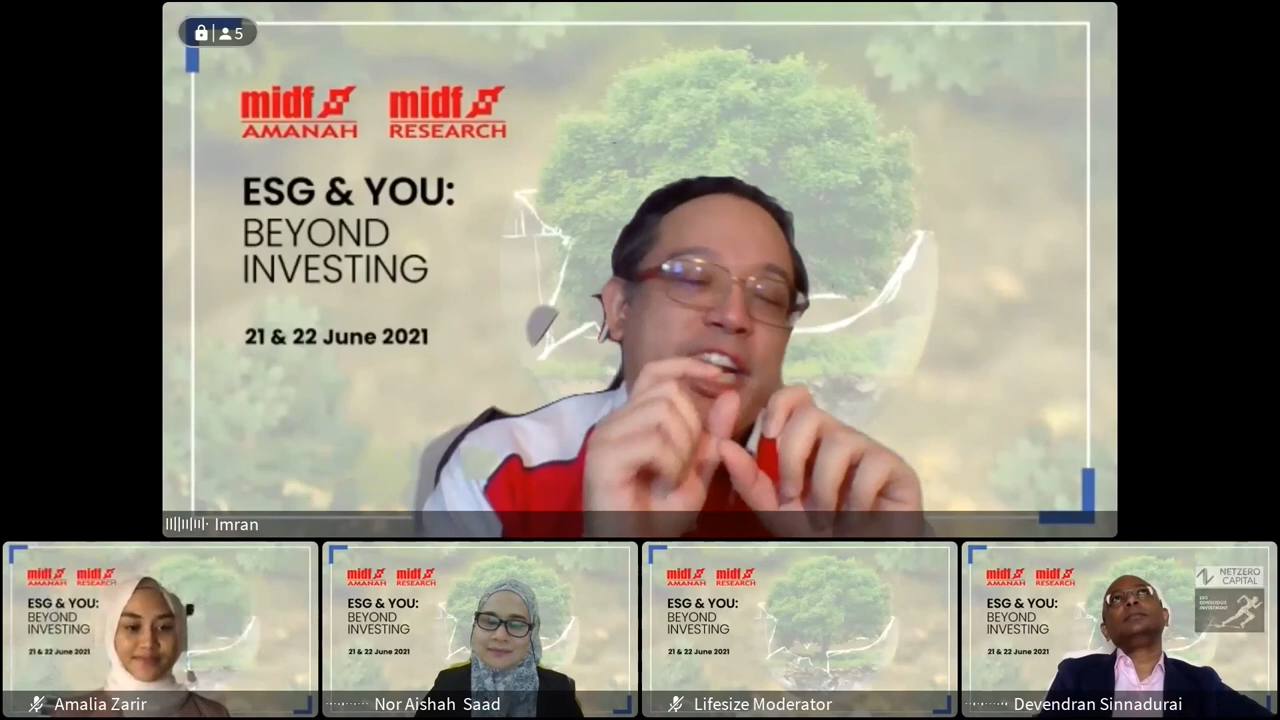 5
midf midf
AMANAH RESEARCH
ESG & YOU:
BEYOND
INVESTING
21 & 22 June 2021
Imran
midf midf
AMANAH RESEARCH
ESG & YOU:
BEYOND
INVESTING
21 & 22 June 2021
Amalia Zarir
midf midf
AMANAH RESEARCH
ESG & YOU:
BEYOND
INVESTING
21 & 22 June 2021
Nor Aishah Saad
midf midf
AMANAH RESEARCH
ESG & YOU:
BEYOND
INVESTING
21 & 22 June 2021
Lifesize Moderator
midf midf
AMANAH RESEARCH
ESG & YOU:
BEYOND
INVESTING
21 & 22 June 2021
NETZERO
CAPITAL
ESG
CONSCIOUS
INVESTMENT
Devendran Sinnadurai